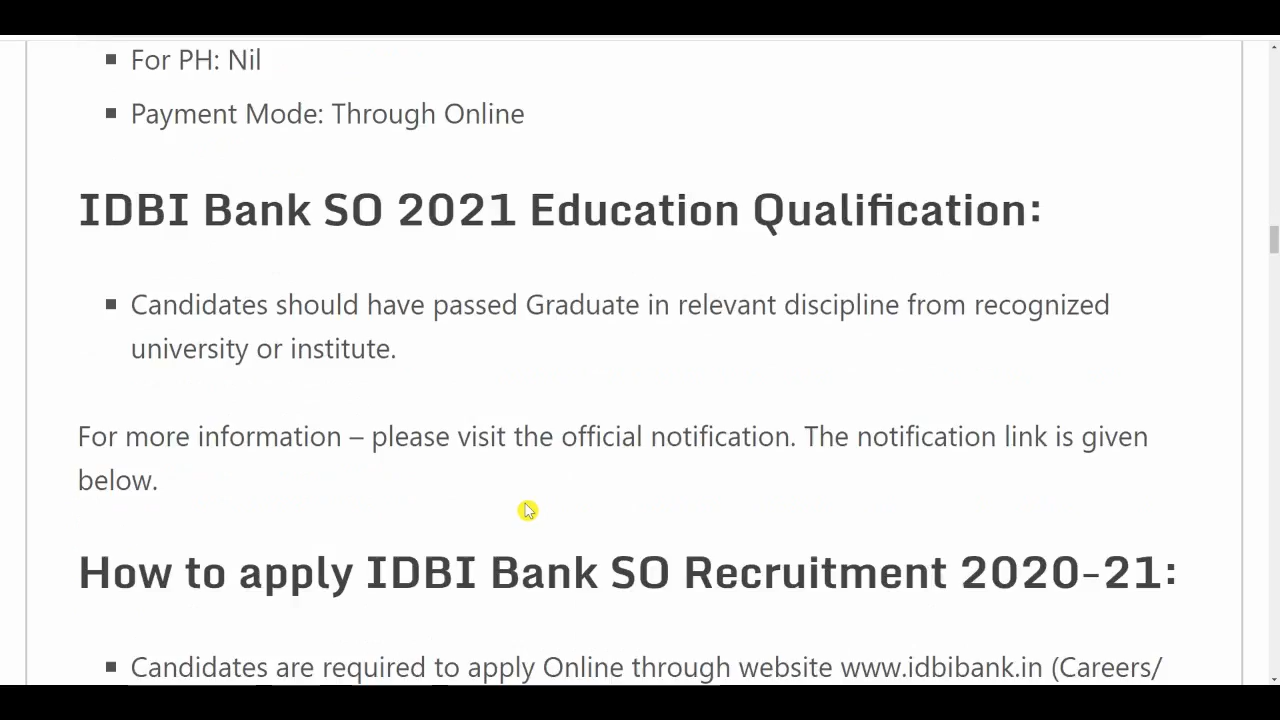 For PH: Nil
Payment Mode: Through Online
IDBI Bank SO 2021 Education Qualification:
Candidates should have passed Graduate in relevant discipline from recognized
university or institute.
For more information – please visit the official notification. The notification link is given
below.
How to apply IDBI Bank SO Recruitment 2020-21:
Candidates are required to apply Online through website www.idbibank.in (Careers/